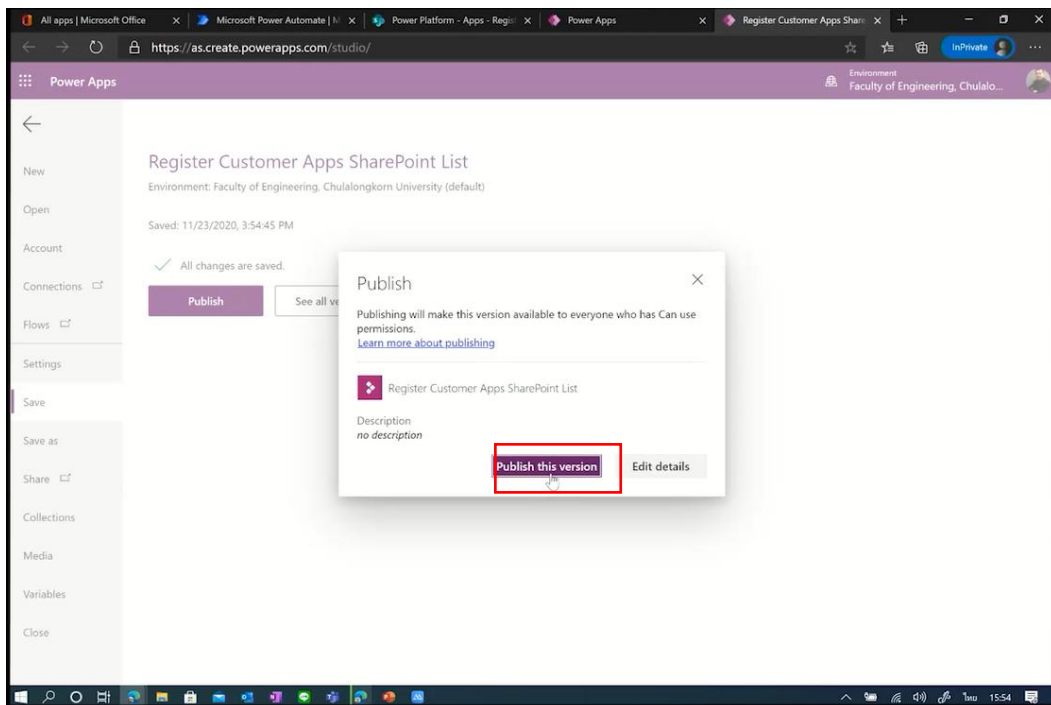 All apps | Microsoft Office
Microsoft Power Automate | M
Power Platform - Apps - Regist
Power Apps
Register Customer Apps Share
https://as.create.powerapps.com/studio/
InPrivate
Power Apps
Environment
Faculty of Engineering, Chulalo...
New
Open
Account
Connections
Flows
Settings
Save
Save as
Share
Collections
Media
Variables
Close
Register Customer Apps SharePoint List
Environment: Faculty of Engineering, Chulalongkorn University (default)
Saved: 11/23/2020, 3:54:45 PM
All changes are saved.
Publish
See all ve
Publish
Publishing will make this version available to everyone who has Can use
permissions.
Learn more about publishing
Register Customer Apps SharePoint List
Description
no description
Publish this version
Edit details
ไทย
15:54